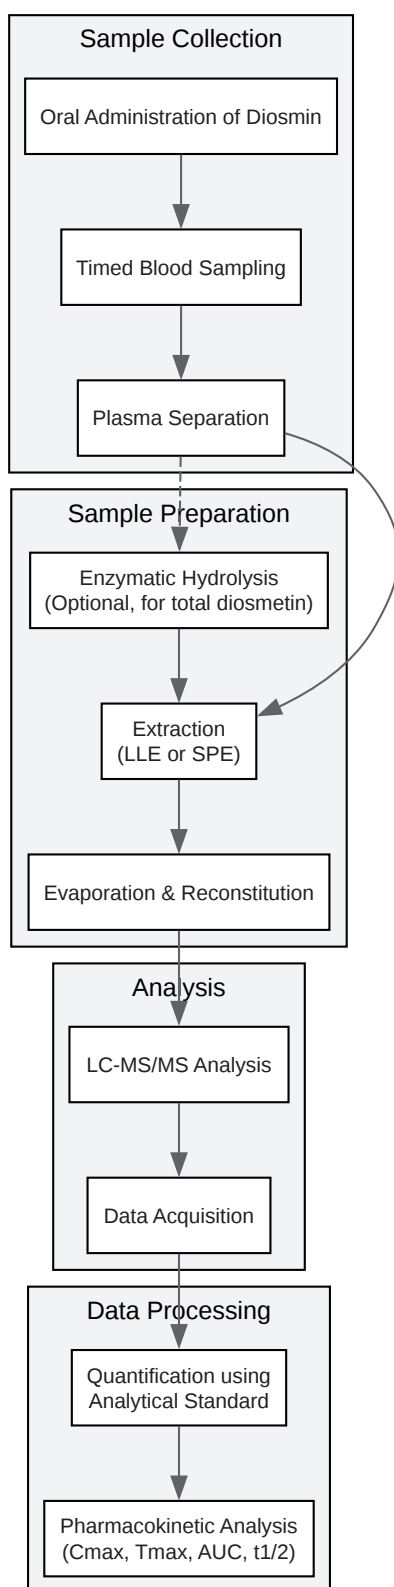 Sample Collection
Oral Administration of Diosmin
Timed Blood Sampling
Plasma Separation
Sample Preparation
Enzymatic Hydrolysis
(Optional, for total diosmetin)
Extraction
(LLE or SPE)
Evaporation & Reconstitution
Analysis
LC-MS/MS Analysis
Data Acquisition
Data Processing
Quantification using
Analytical Standard
Pharmacokinetic Analysis
(Cmax, Tmax, AUC, t1/2)